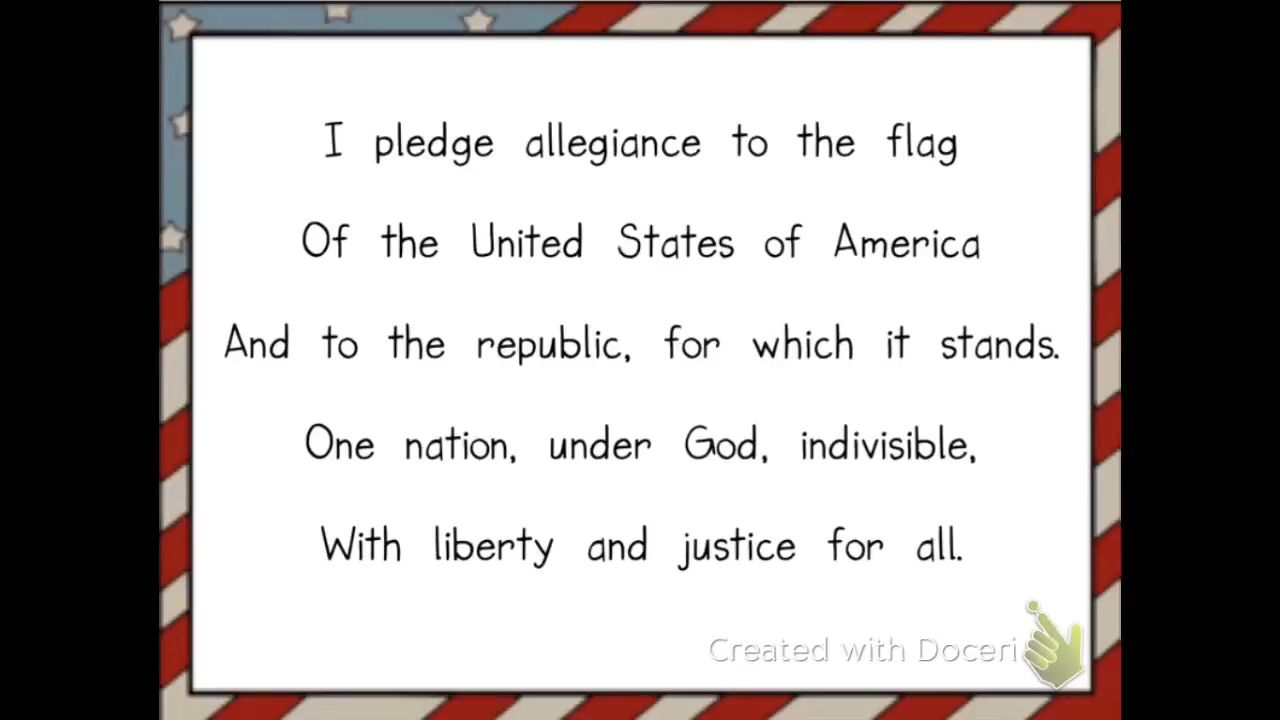 I pledge allegiance to the flag
Of the United States of America
And to the republic, for which it stands.
One nation, under God, indivisible,
With liberty and justice for all.
Created with Doceri